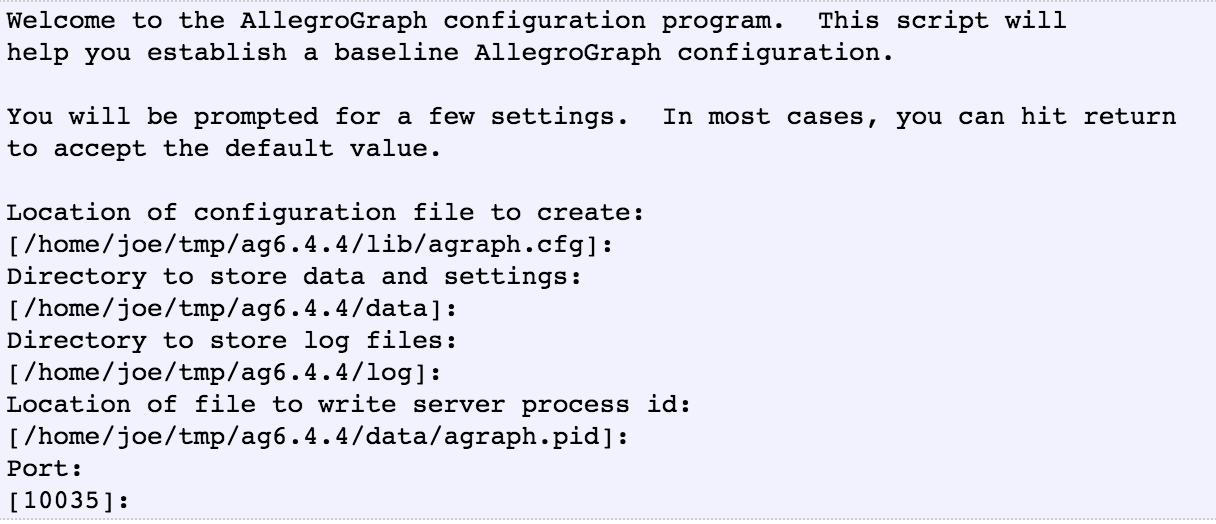 Welcome to the AllegroGraph configuration program.  This script will
help you establish a baseline AllegroGraph configuration.
You will be prompted for a few settings.  In most cases, you can hit return
to accept the default value.
Location of configuration file to create:
[/home/joe/tmp/ag6.4.4/lib/agraph.cfg]:
Directory to store data and settings:
[/home/joe/tmp/ag6.4.4/data]:
Directory to store log files:
[/home/joe/tmp/ag6.4.4/log]:
Location of file to write server process id:
[/home/joe/tmp/ag6.4.4/data/agraph.pid]:
Port:
[10035]: